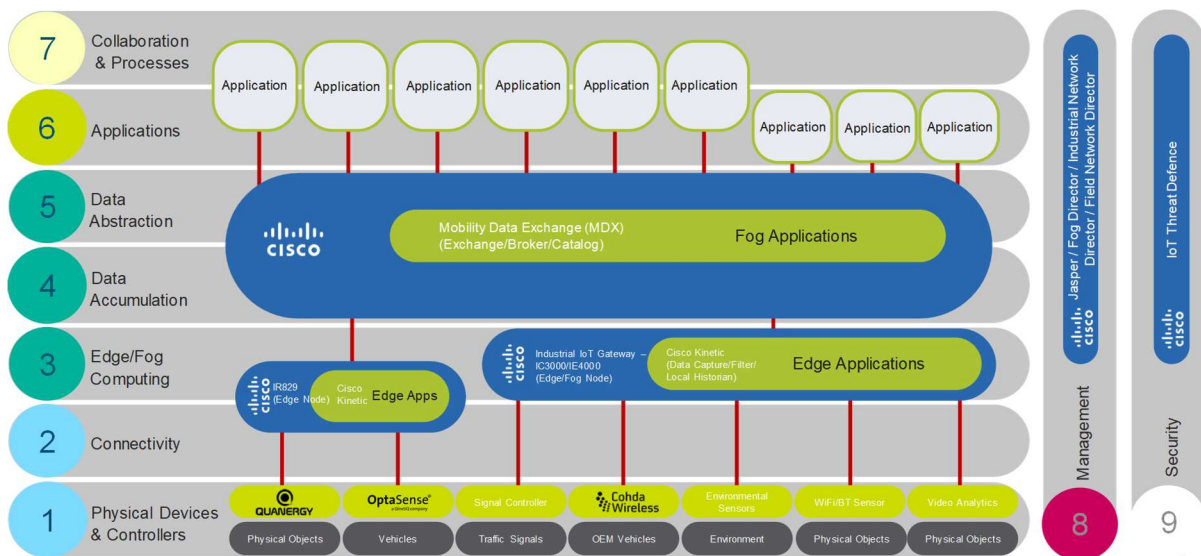 7
Collaboration
& Processes
Application
Application
Application
Application
Application
Application
6
Applications
Application
Application
Application
5
Data
Abstraction
CISCO
Mobility Data Exchange (MDX)
(Exchange/Broker/Catalog)
Fog Applications
4
Data
Accumulation
3
Edge/Fog
Computing
CISCO
IR829
(Edge Node)
Cisco
Kinetic
Edge Apps
CISCO
Industrial IoT Gateway –
IC3000/IE4000
(Edge/Fog Node)
Cisco Kinetic
(Data Capture/Filter/
Local Historian)
Edge Applications
2
Connectivity
1
Physical Devices
& Controllers
QUANERGY
OptaSense®
a QinetiQ company
Signal Controller
Cohda
Wireless
Environmental
Sensors
WiFi/BT Sensor
Video Analytics
Physical Objects
Vehicles
Traffic Signals
OEM Vehicles
Environment
Physical Objects
Physical Objects
CISCO
Jasper / Fog Director / Industrial Network
Director / Field Network Director
Management
8
CISCO
IoT Threat Defence
Security
9